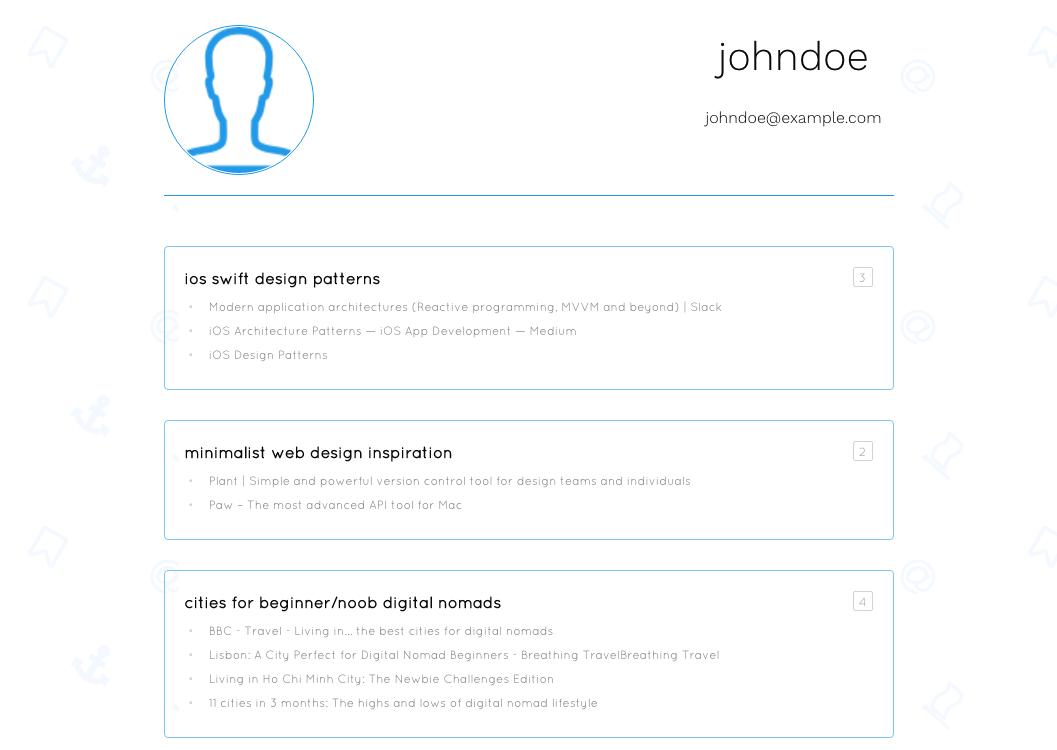 johndoe
johndoe@example.com
ios swift design patterns
3
Modern application architectures (Reactive programming, MVVM and beyond) | Slack
iOS Architecture Patterns — iOS App Development — Medium
iOS Design Patterns
minimalist web design inspiration
2
Plant | Simple and powerful version control tool for design teams and individuals
Paw – The most advanced API tool for Mac
cities for beginner/noob digital nomads
4
BBC - Travel - Living in... the best cities for digital nomads
Lisbon: A City Perfect for Digital Nomad Beginners - Breathing TravelBreathing Travel
Living in Ho Chi Minh City: The Newbie Challenges Edition
11 cities in 3 months: The highs and lows of digital nomad lifestyle